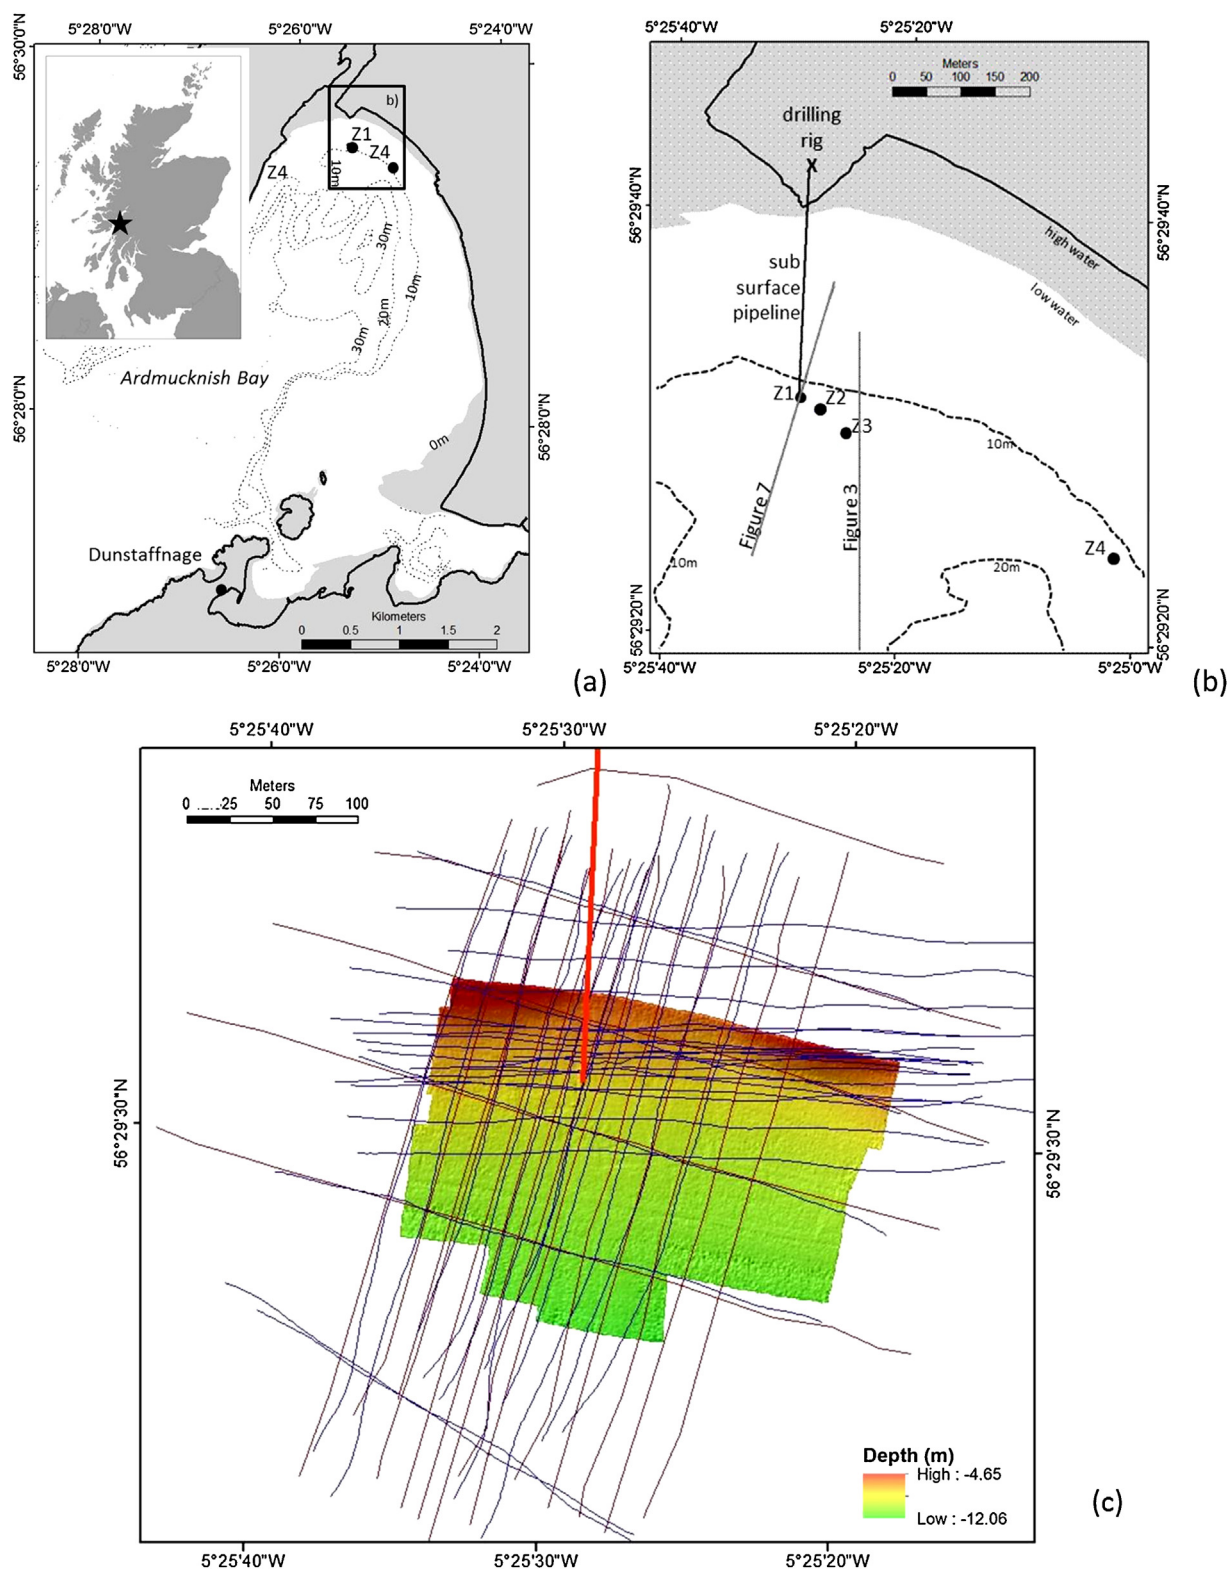 5°28'0"W 5°26'0"W 5°24'0"W
56°30'0"N
b)
Z1
Z4
Z4
10m
30m
10m
20m
30m
Ardmucknish Bay
56°28'0"N
56°28'0"N
0m
Dunstaffnage
Kilometers
0 0.5 1 1.5 2
5°28'0"W 5°26'0"W 5°24'0"W
(a)
5°25'40"W 5°25'20"W
Meters
0 50 100 150 200
drilling
rig
X
56°29'40"N
56°29'40"N
high water
low water
sub
surface
pipeline
Z1
Z2
Z3
10m
Figure 7
Figure 3
10m
Z4
20m
56°29'20"N
56°29'20"N
5°25'40"W 5°25'20"W 5°25'0"W
(b)
5°25'40"W 5°25'30"W 5°25'20"W
Meters
0 25 50 75 100
56°29'30"N
56°29'30"N
Depth (m)
High : -4.65
Low : -12.06
(c)
5°25'40"W 5°25'30"W 5°25'20"W